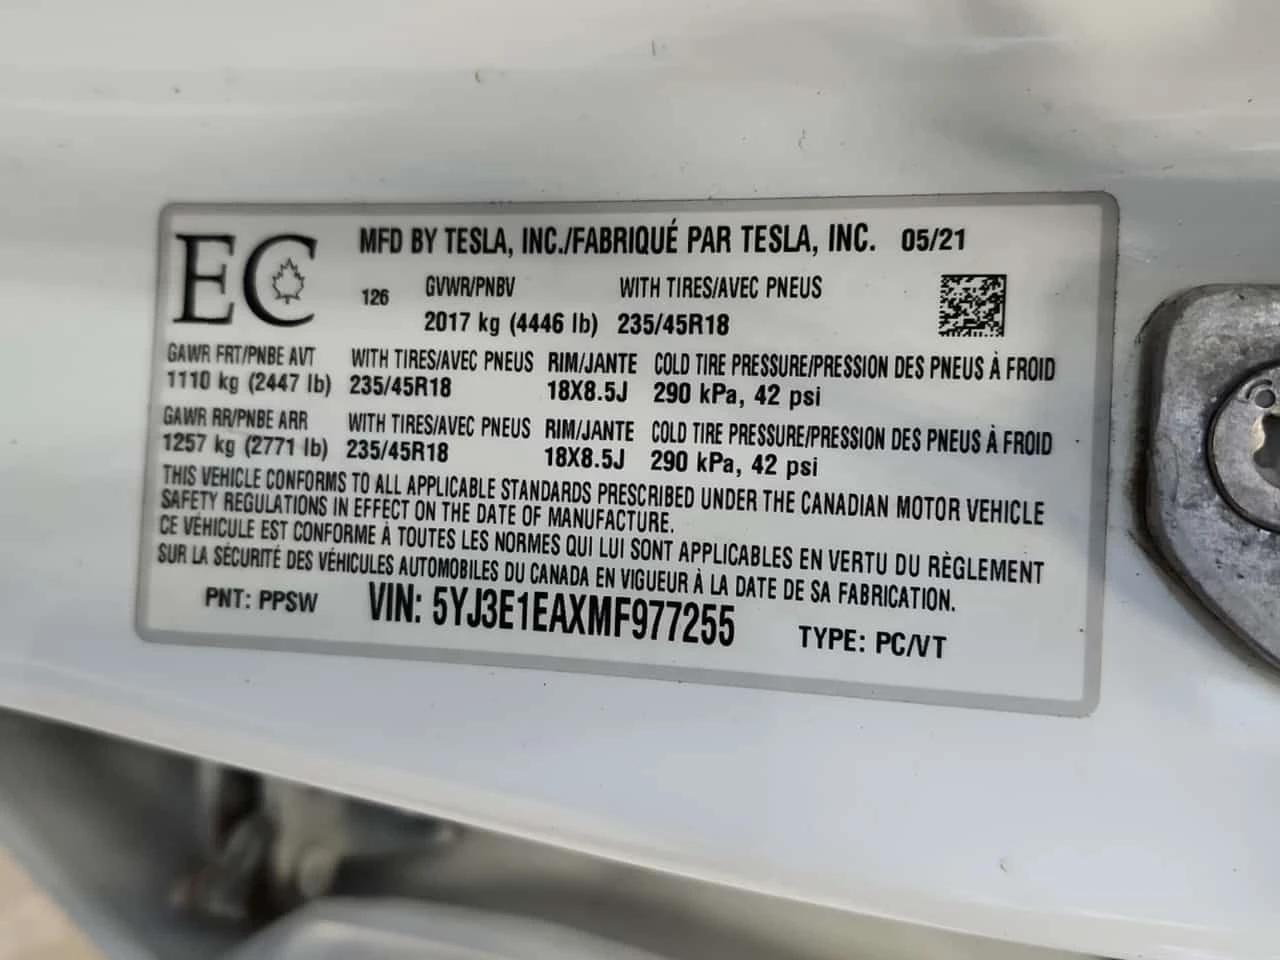 EC
MFD BY TESLA, INC./FABRIQUÉ PAR TESLA, INC. 05/21
126 GVWR/PNBV WITH TIRES/AVEC PNEUS
2017 kg (4446 lb) 235/45R18
GAWR FRT/PNBE AVT WITH TIRES/AVEC PNEUS RIM/JANTE COLD TIRE PRESSURE/PRESSION DES PNEUS À FROID
1110 kg (2447 lb) 235/45R18 18X8.5J 290 kPa, 42 psi
GAWR RR/PNBE ARR WITH TIRES/AVEC PNEUS RIM/JANTE COLD TIRE PRESSURE/PRESSION DES PNEUS À FROID
1257 kg (2771 lb) 235/45R18 18X8.5J 290 kPa, 42 psi
THIS VEHICLE CONFORMS TO ALL APPLICABLE STANDARDS PRESCRIBED UNDER THE CANADIAN MOTOR VEHICLE
SAFETY REGULATIONS IN EFFECT ON THE DATE OF MANUFACTURE.
CE VÉHICULE EST CONFORME À TOUTES LES NORMES QUI LUI SONT APPLICABLES EN VERTU DU RÈGLEMENT
SUR LA SÉCURITÉ DES VÉHICULES AUTOMOBILES DU CANADA EN VIGUEUR À LA DATE DE SA FABRICATION.
PNT: PPSW VIN: 5YJ3E1EAXMF977255 TYPE: PC/VT